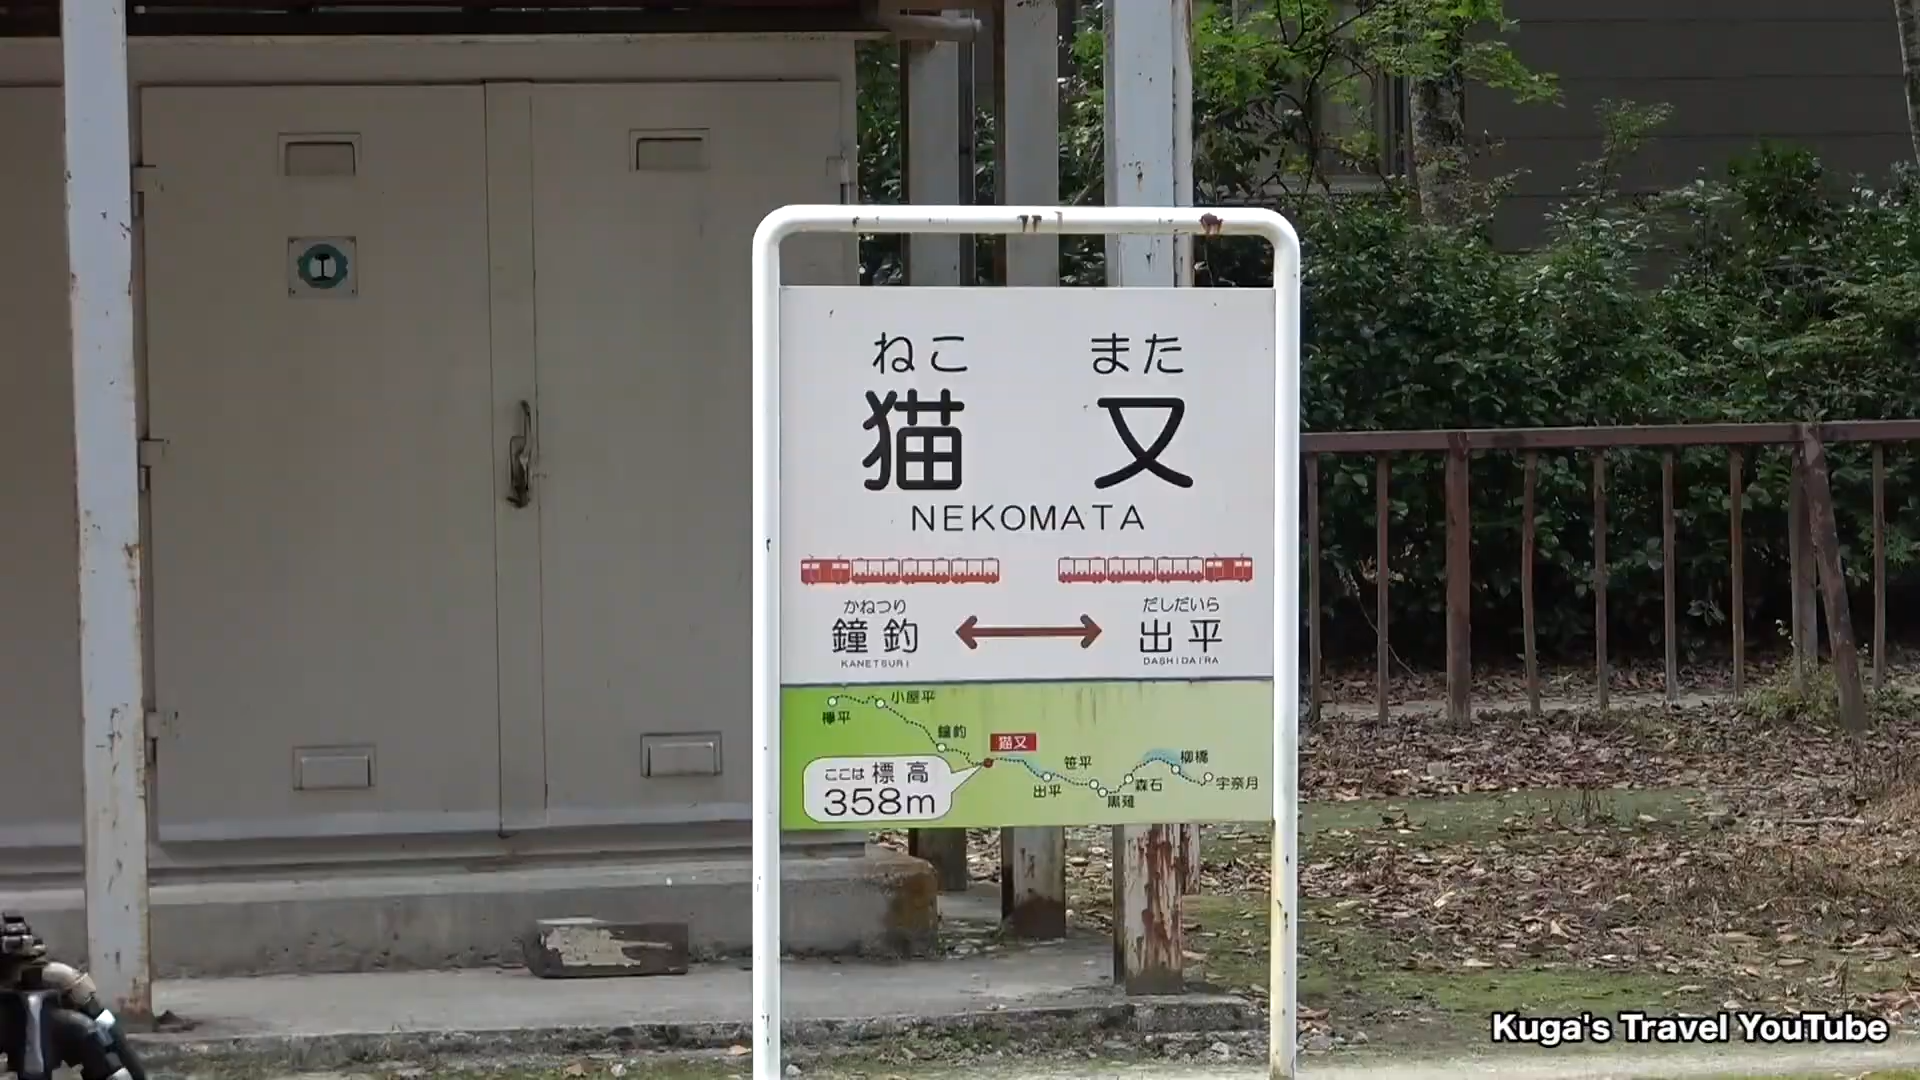 ねこ また
猫 又
NEKOMATA
かねつり だしだいら
鐘釣 出平
KANETSURI DASHIDAIRA
欅平
小屋平
鐘釣
猫又
出平
笹平
黒薙
森石
柳橋
宇奈月
ここは 標高
358m
Kuga's Travel YouTube